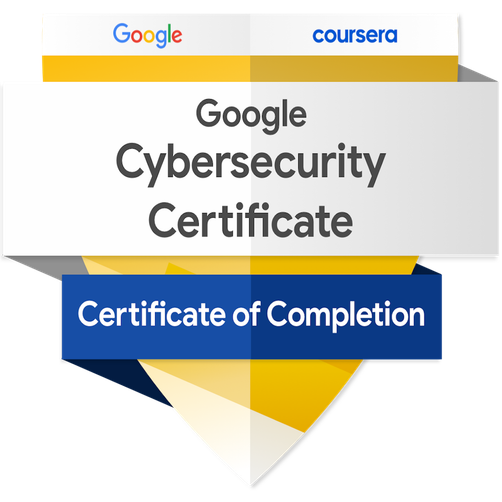 Google coursera
Google
Cybersecurity
Certificate
Certificate of Completion